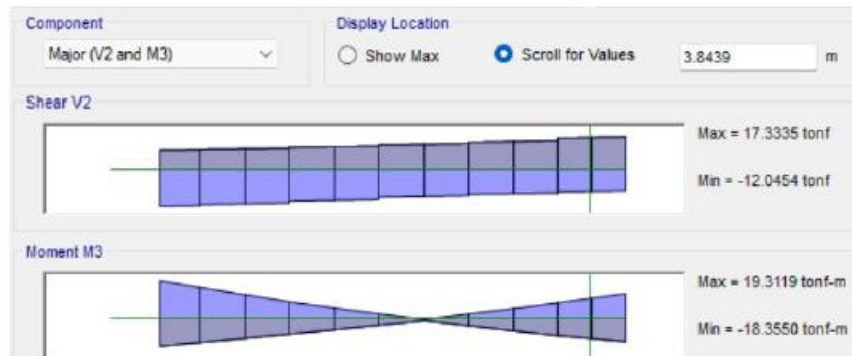 Component
Display Location
Major (V2 and M3)
Show Max
Scroll for Values
3.8439
m
Shear V2
Max = 17.3335 tonf
Min = -12.0454 tonf
Moment M3
Max = 19.3119 tonf-m
Min = -18.3550 tonf-m